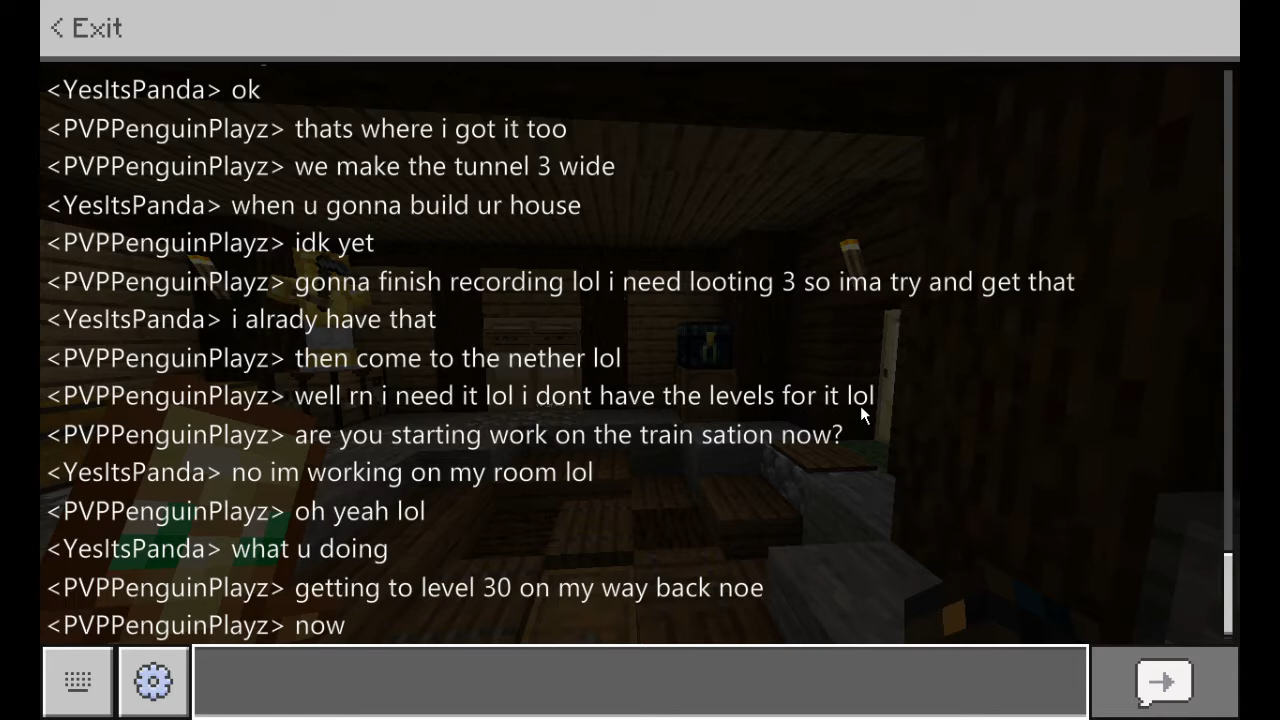 < Exit
<YesItsPanda> ok
<PVPPenguinPlayz> thats where i got it too
<PVPPenguinPlayz> we make the tunnel 3 wide
<YesItsPanda> when u gonna build ur house
<PVPPenguinPlayz> idk yet
<PVPPenguinPlayz> gonna finish recording lol i need looting 3 so ima try and get that
<YesItsPanda> i alrady have that
<PVPPenguinPlayz> then come to the nether lol
<PVPPenguinPlayz> well rn i need it lol i dont have the levels for it lol
<PVPPenguinPlayz> are you starting work on the train sation now?
<YesItsPanda> no im working on my room lol
<PVPPenguinPlayz> oh yeah lol
<YesItsPanda> what u doing
<PVPPenguinPlayz> getting to level 30 on my way back noe
<PVPPenguinPlayz> now